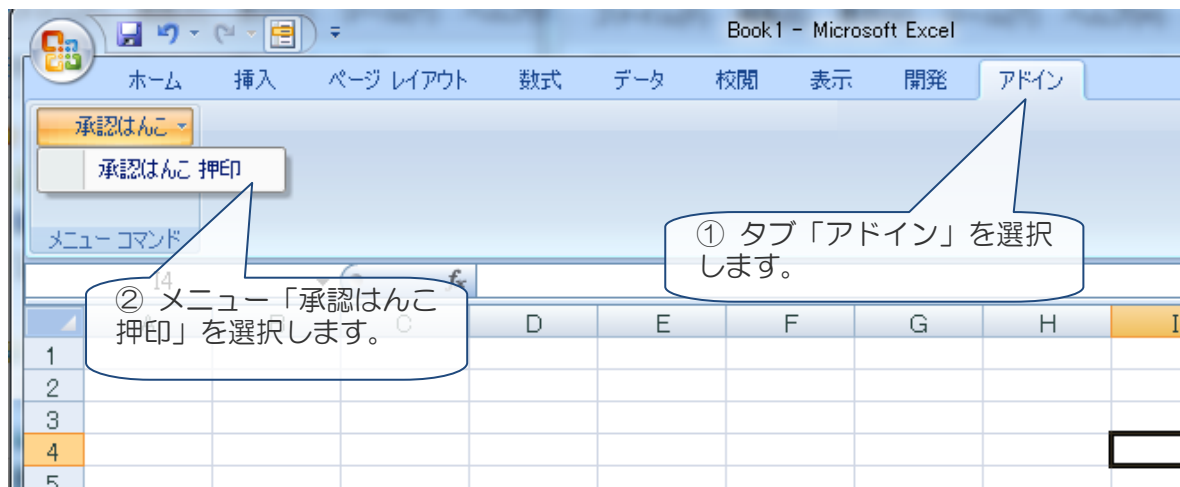 Book1 - Microsoft Excel
ホーム 挿入 ページ レイアウト 数式 データ 校閲 表示 開発 アドイン
承認はんこ
承認はんこ 押印
メニュー コマンド
① タブ「アドイン」を選択
します。
I4 fx
② メニュー「承認はんこ
押印」を選択します。
C D E F G H I
1
2
3
4
5